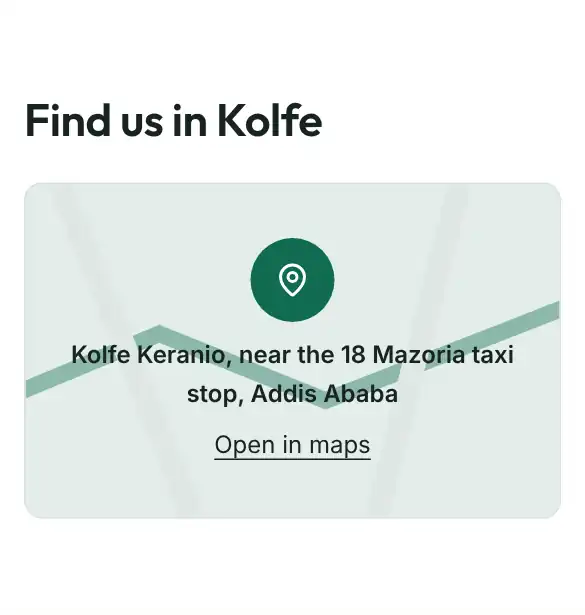 Find us in Kolfe
Kolfe Keranio, near the 18 Mazoria taxi
stop, Addis Ababa
Open in maps